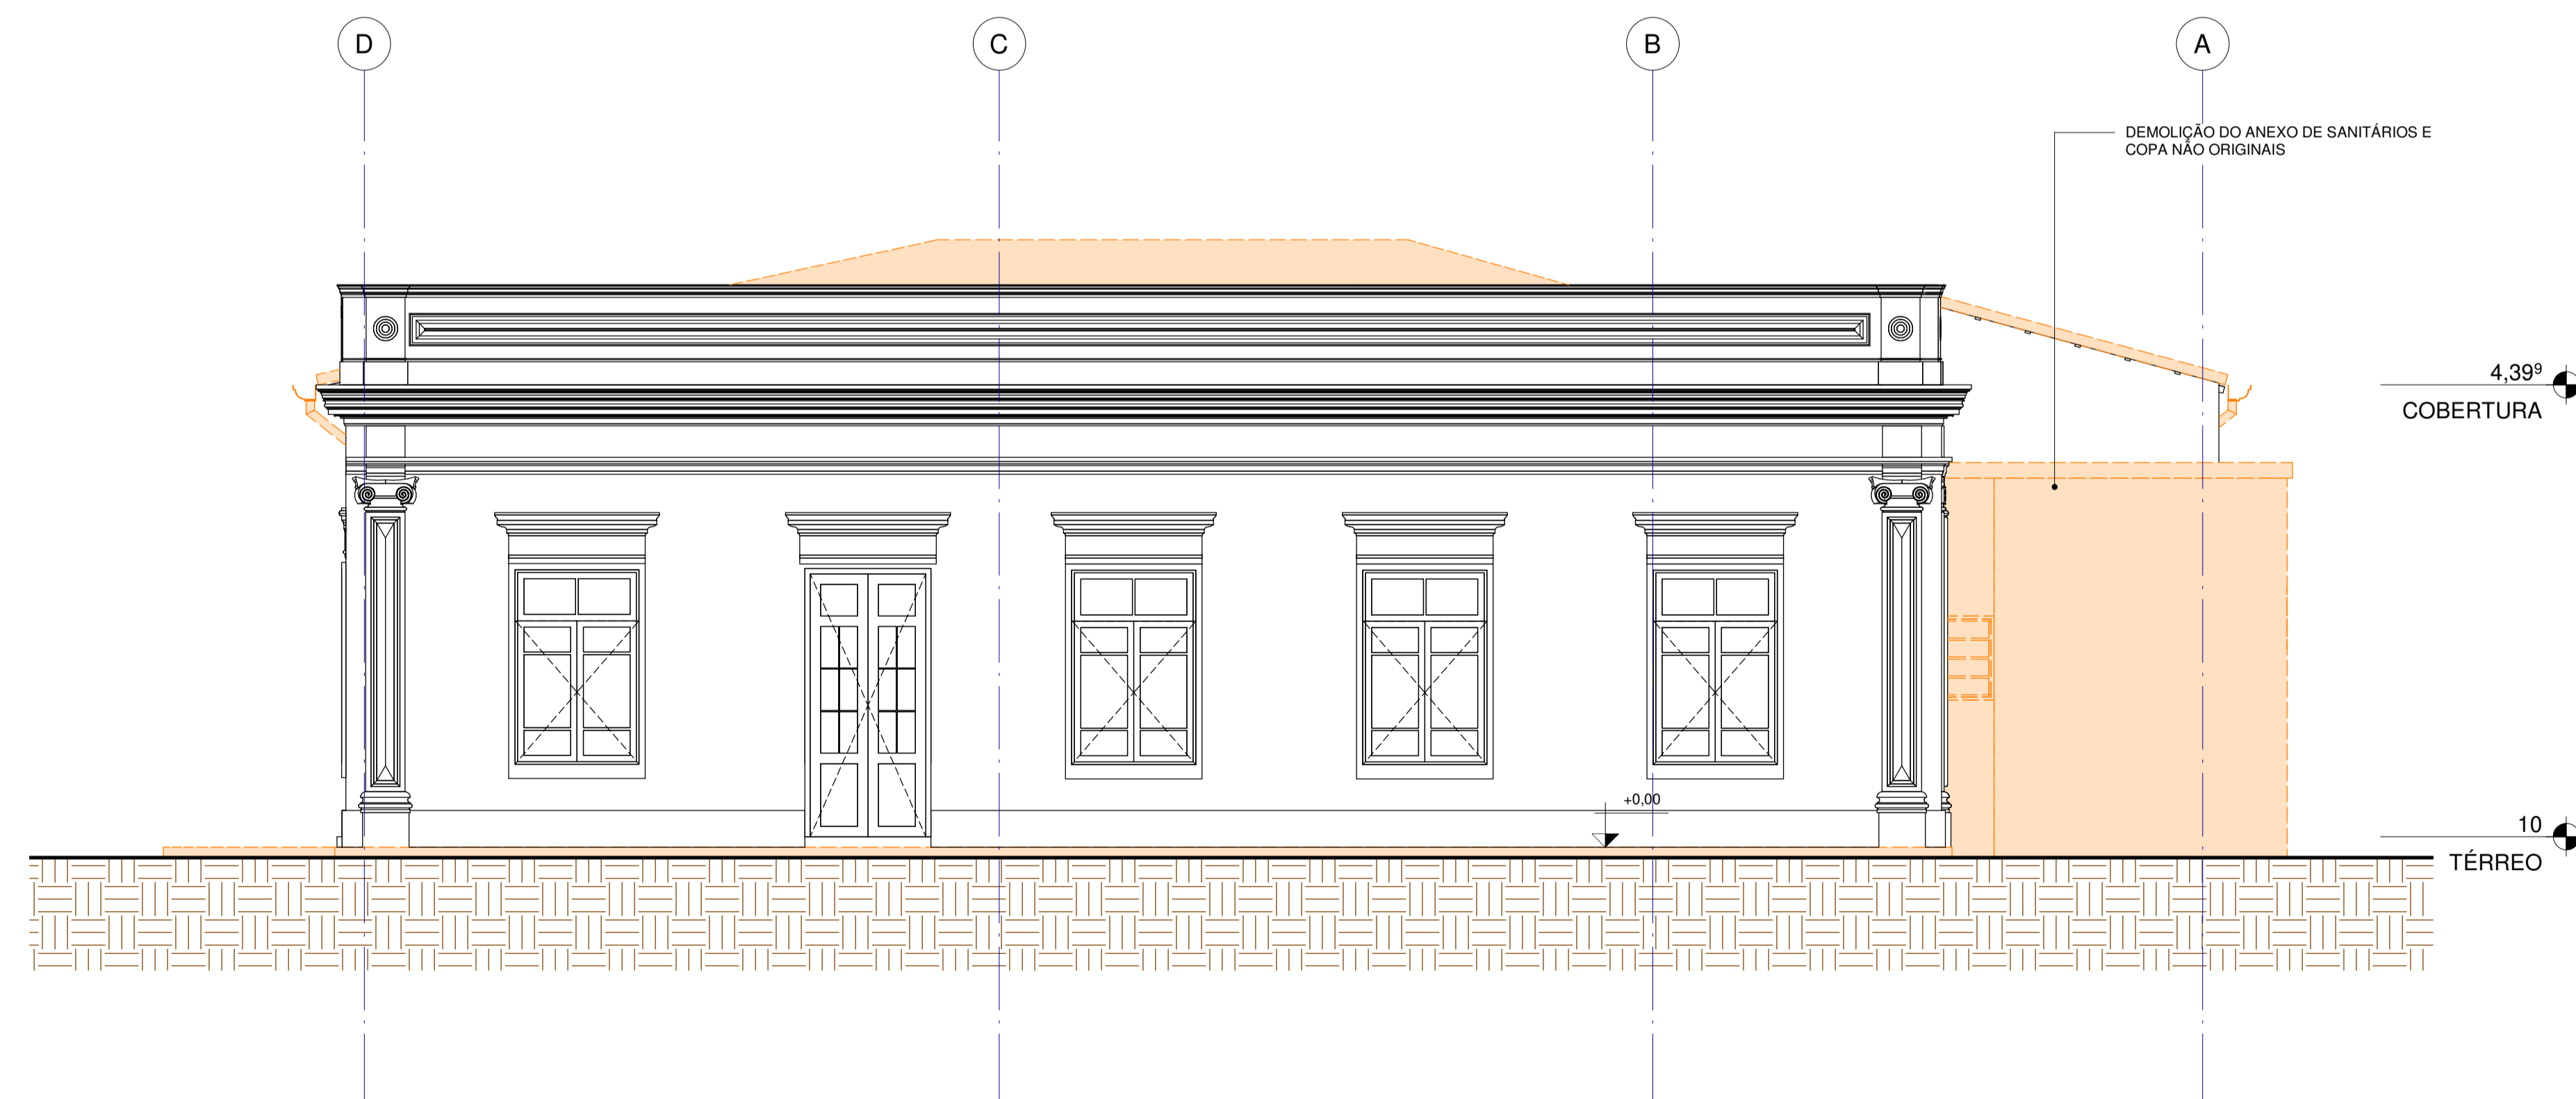 D
C
B
A
DEMOLIÇÃO DO ANEXO DE SANITÁRIOS E
COPA NÃO ORIGINAIS
4,39⁹
COBERTURA
+0,00
10
TÉRREO